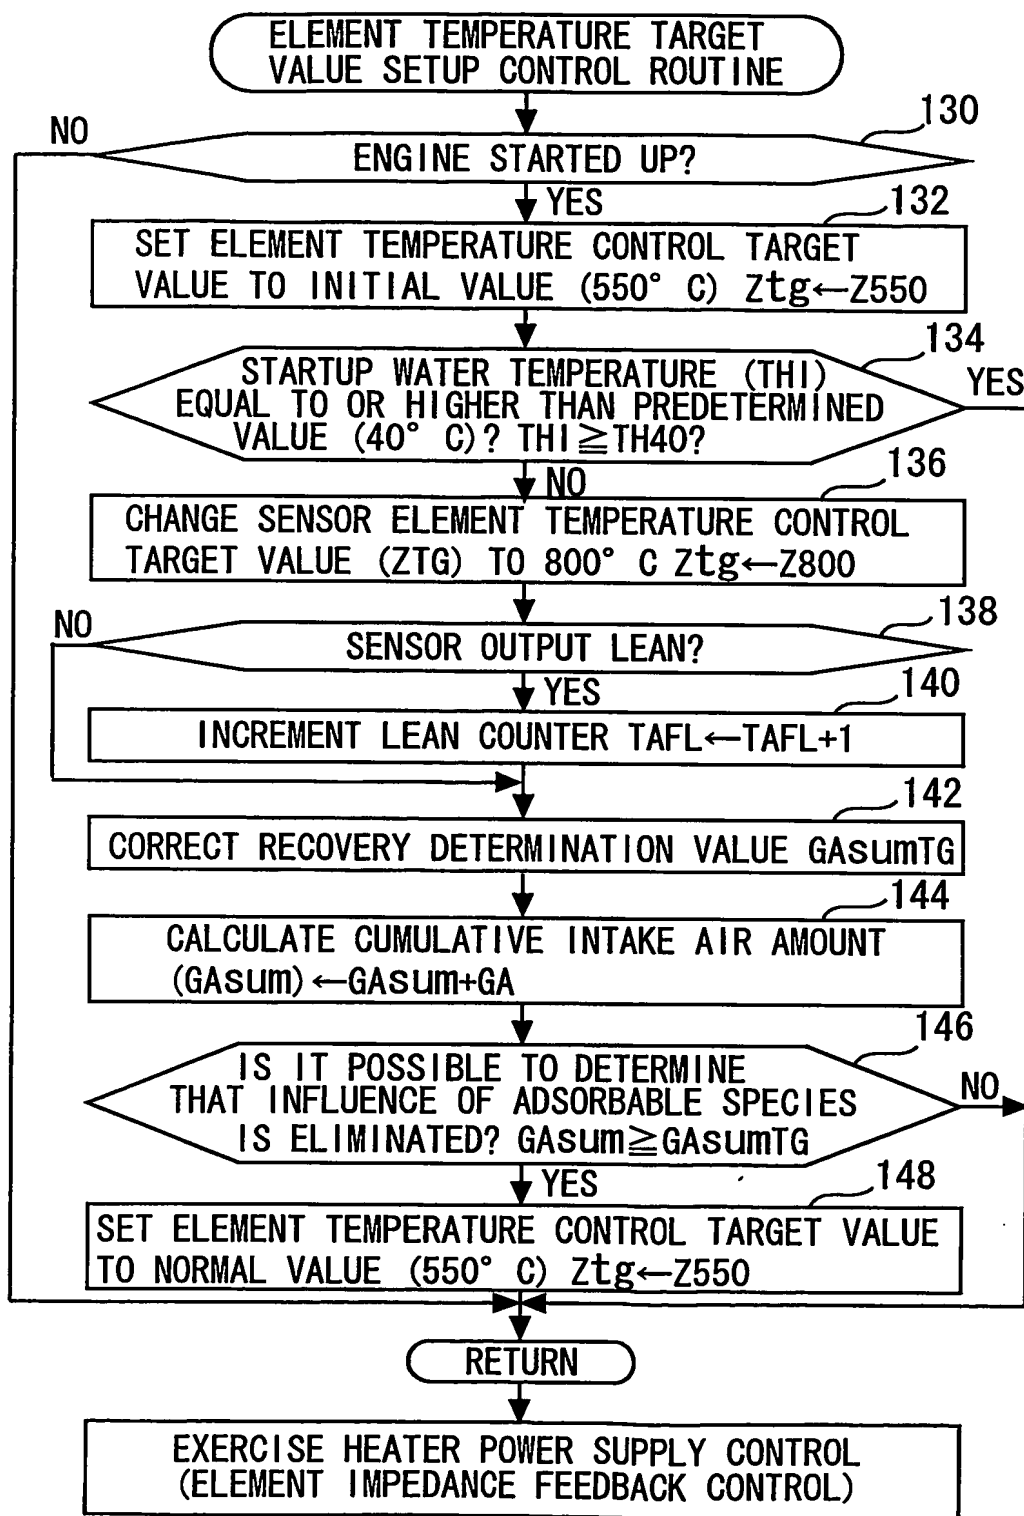 ELEMENT TEMPERATURE TARGET
VALUE SETUP CONTROL ROUTINE
130
NO
ENGINE STARTED UP?
YES
132
SET ELEMENT TEMPERATURE CONTROL TARGET
VALUE TO INITIAL VALUE (550° C) Ztg←Z550
134
STARTUP WATER TEMPERATURE (THI)
YES
EQUAL TO OR HIGHER THAN PREDETERMINED
VALUE (40° C)? THI≧TH40?
136
NO
CHANGE SENSOR ELEMENT TEMPERATURE CONTROL
TARGET VALUE (ZTG) TO 800° C Ztg←Z800
138
NO
SENSOR OUTPUT LEAN?
YES
140
INCREMENT LEAN COUNTER TAFL←TAFL+1
142
CORRECT RECOVERY DETERMINATION VALUE GAsumTG
144
CALCULATE CUMULATIVE INTAKE AIR AMOUNT
(GAsum)←GAsum+GA
146
IS IT POSSIBLE TO DETERMINE
NO
THAT INFLUENCE OF ADSORBABLE SPECIES
IS ELIMINATED? GAsum≧GAsumTG
YES
148
SET ELEMENT TEMPERATURE CONTROL TARGET VALUE
TO NORMAL VALUE (550° C) Ztg←Z550
RETURN
EXERCISE HEATER POWER SUPPLY CONTROL
(ELEMENT IMPEDANCE FEEDBACK CONTROL)